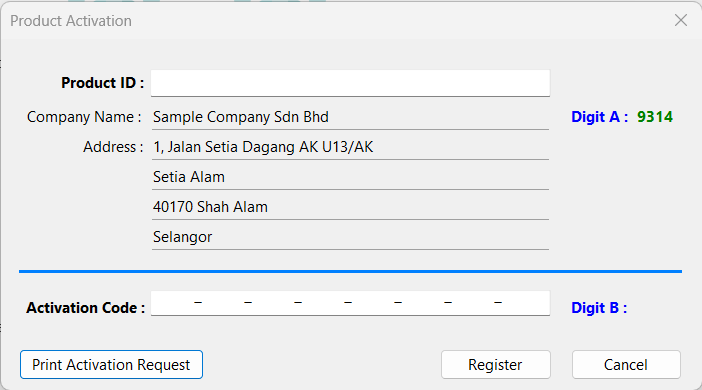 Product Activation
Product ID :
Company Name : Sample Company Sdn Bhd Digit A : 9314
Address : 1, Jalan Setia Dagang AK U13/AK
Setia Alam
40170 Shah Alam
Selangor
Activation Code : – – – – – – – Digit B :
Print Activation Request Register Cancel